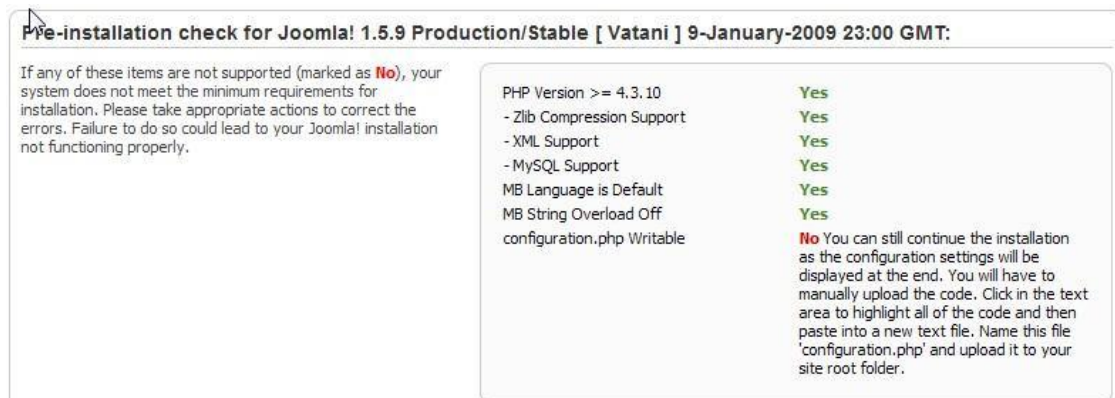 Pre-installation check for Joomla! 1.5.9 Production/Stable [ Vatani ] 9-January-2009 23:00 GMT:
If any of these items are not supported (marked as No), your
system does not meet the minimum requirements for
installation. Please take appropriate actions to correct the
errors. Failure to do so could lead to your Joomla! installation
not functioning properly.
PHP Version >= 4.3.10 Yes
- Zlib Compression Support Yes
- XML Support Yes
- MySQL Support Yes
MB Language is Default Yes
MB String Overload Off Yes
configuration.php Writable No You can still continue the installation
as the configuration settings will be
displayed at the end. You will have to
manually upload the code. Click in the text
area to highlight all of the code and then
paste into a new text file. Name this file
'configuration.php' and upload it to your
site root folder.